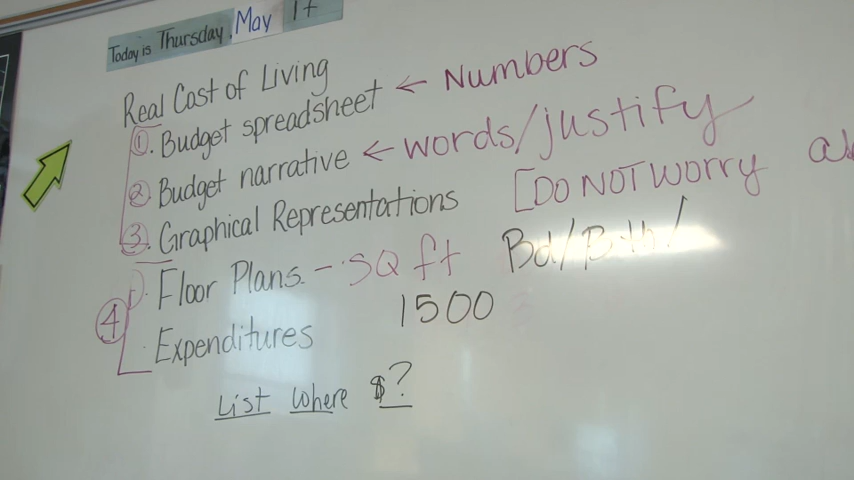 Today is Thursday, May 17
Real Cost of Living
1. Budget spreadsheet ← Numbers
2. Budget narrative ← words/justify
3. Graphical Representations [DO NOT WORRY
4 Floor Plans. - SQ ft Bd/Bath/
1500
Expenditures
List Where $?